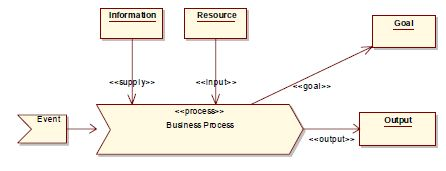 Information
Resource
Goal
<<supply>>
<<input>>
<<goal>>
Event
<<process>>
Business Process
Output
<<output>>